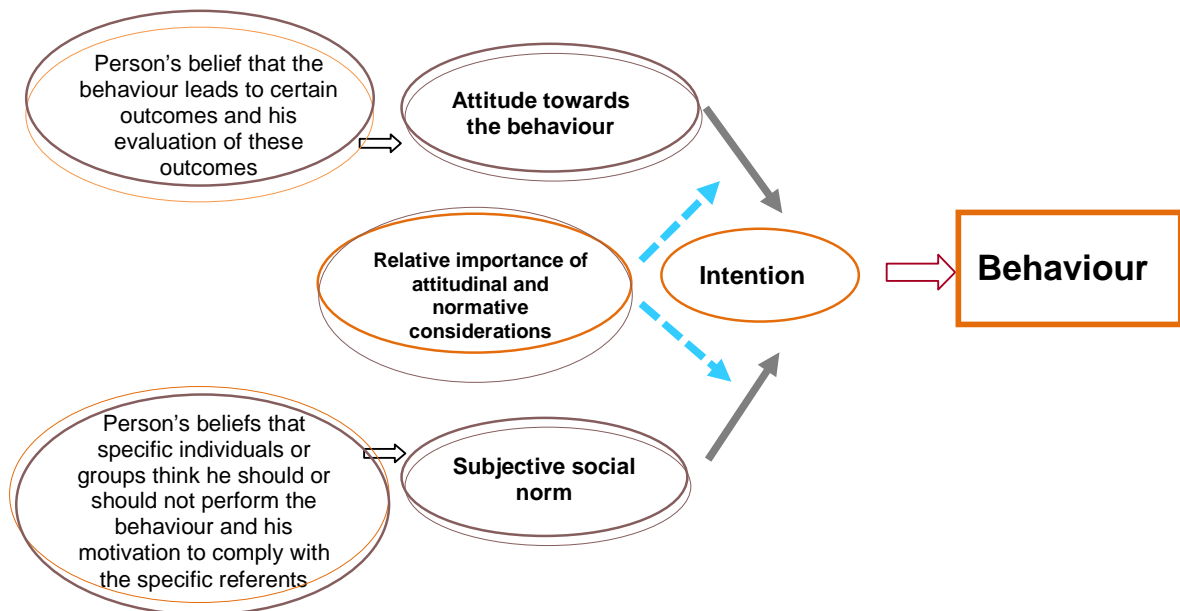 Person’s belief that the
behaviour leads to certain
outcomes and his
evaluation of these
outcomes
Attitude towards
the behaviour
Relative importance of
attitudinal and
normative
considerations
Intention
Behaviour
Person’s beliefs that
specific individuals or
groups think he should or
should not perform the
behaviour and his
motivation to comply with
the specific referents
Subjective social
norm